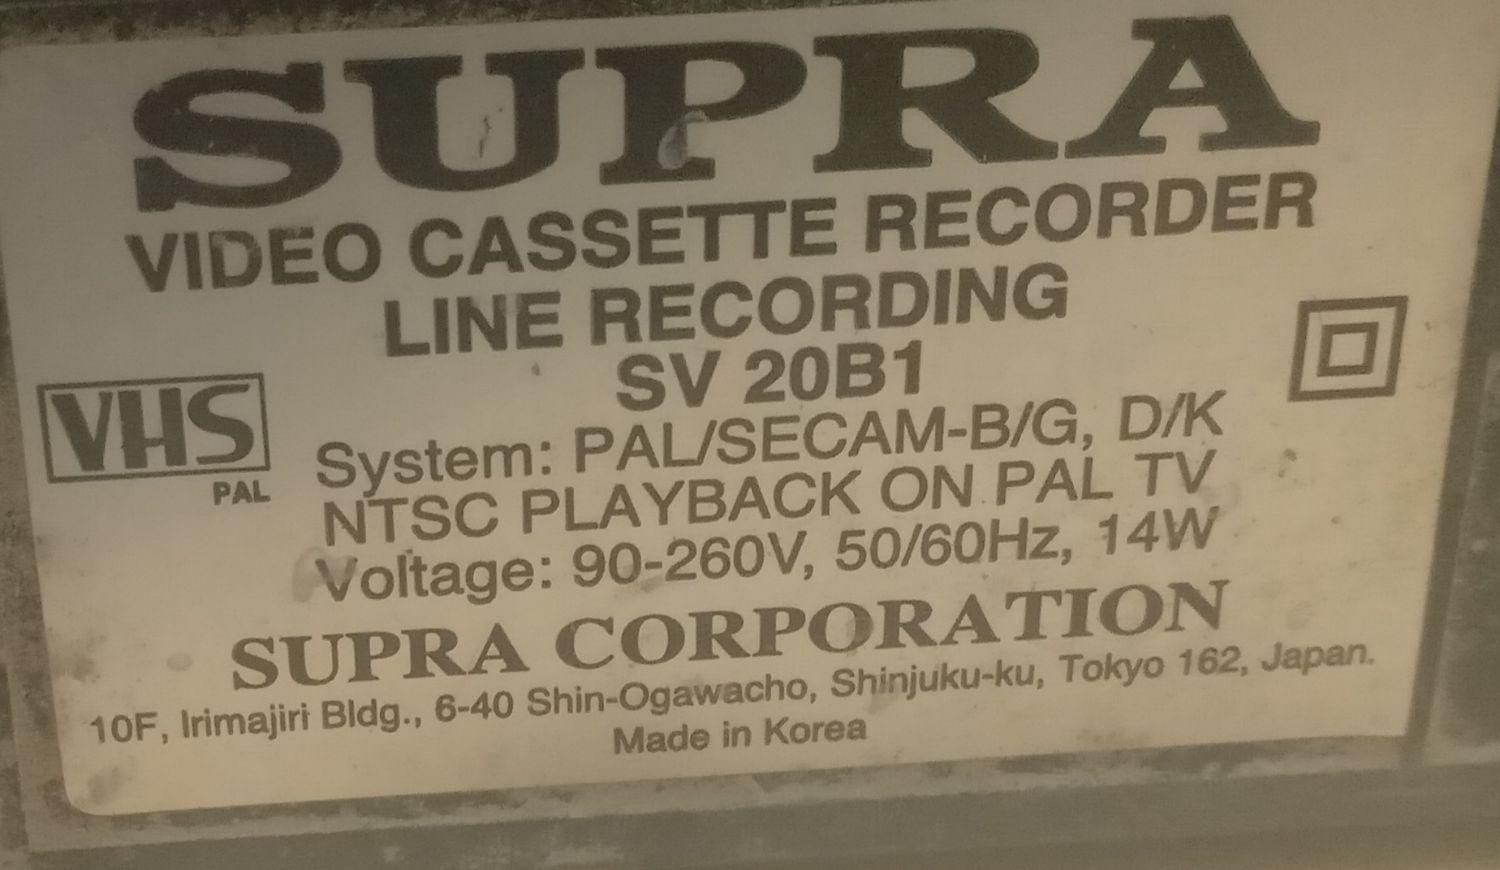 SUPRA
VIDEO CASSETTE RECORDER
LINE RECORDING
SV 20B1
VHS
PAL
System: PAL/SECAM-B/G, D/K
NTSC PLAYBACK ON PAL TV
Voltage: 90-260V, 50/60Hz, 14W
SUPRA CORPORATION
10F, Irimajiri Bldg., 6-40 Shin-Ogawacho, Shinjuku-ku, Tokyo 162, Japan.
Made in Korea